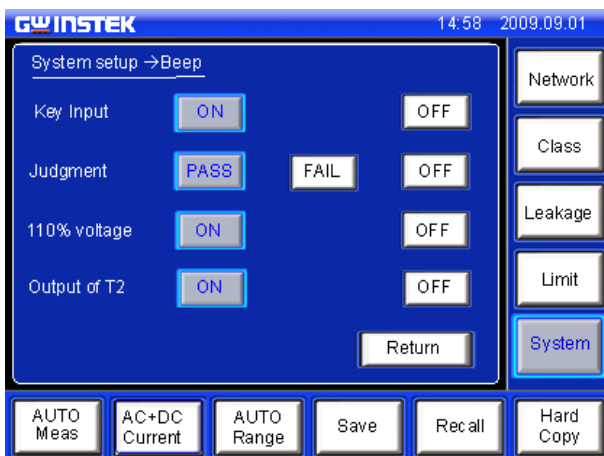 GWINSTEK 14:58 2009.09.01
System setup →Beep
Key Input ON OFF
Judgment PASS FAIL OFF
110% voltage ON OFF
Output of T2 ON OFF
Return
Network
Class
Leakage
Limit
System
AUTO
Meas
AC+DC
Current
AUTO
Range
Save
Recall
Hard
Copy